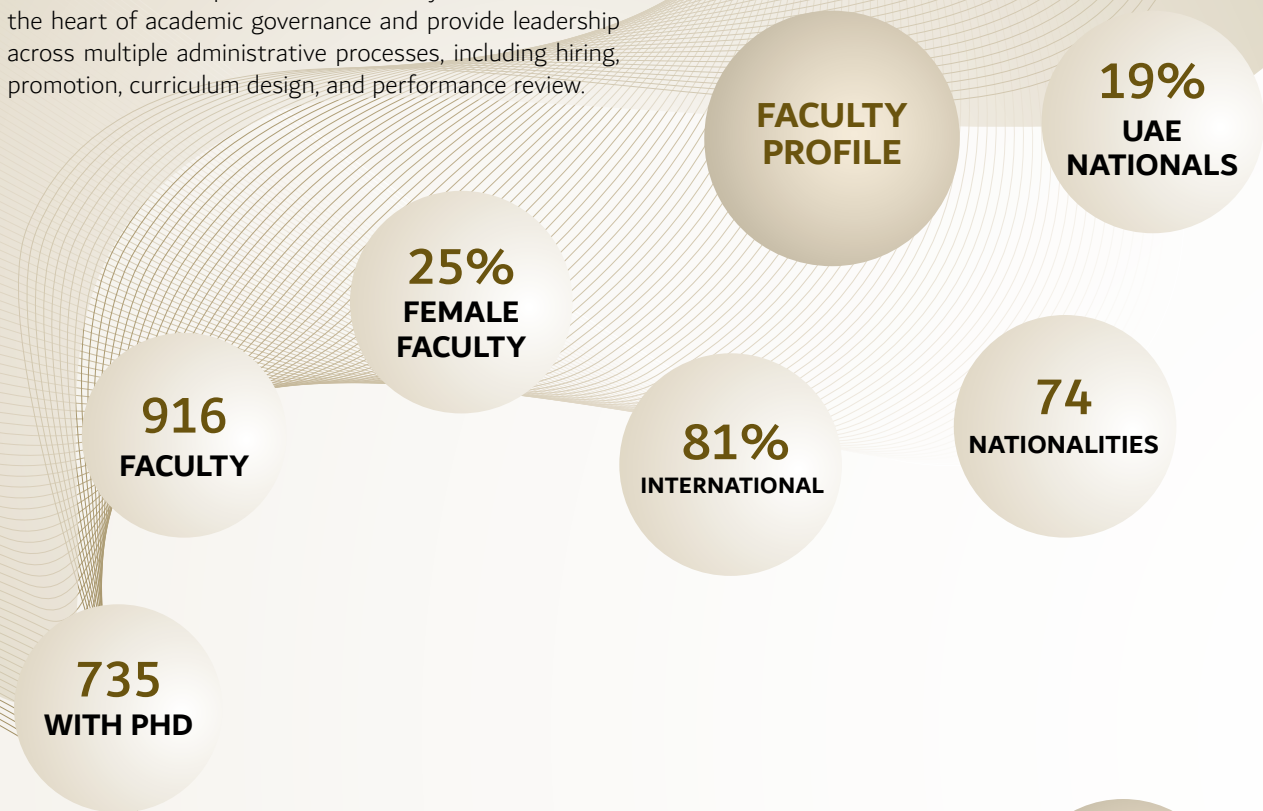 the heart of academic governance and provide leadership
across multiple administrative processes, including hiring,
promotion, curriculum design, and performance review.
FACULTY
PROFILE
19%
UAE
NATIONALS
25%
FEMALE
FACULTY
916
FACULTY
81%
INTERNATIONAL
74
NATIONALITIES
735
WITH PHD